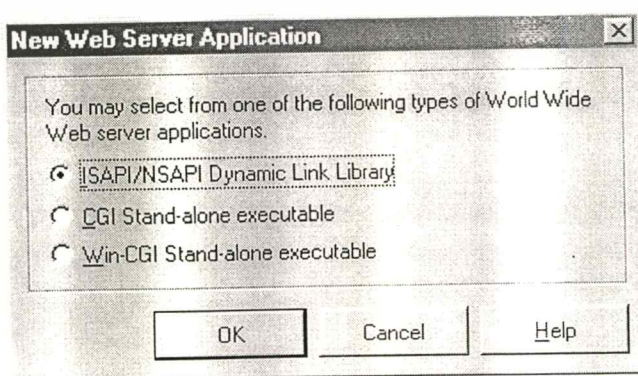 New Web Server Application
You may select from one of the following types of World Wide
Web server applications.
ISAPI/NSAPI Dynamic Link Library
CGI Stand-alone executable
Win-CGI Stand-alone executable
OK Cancel Help